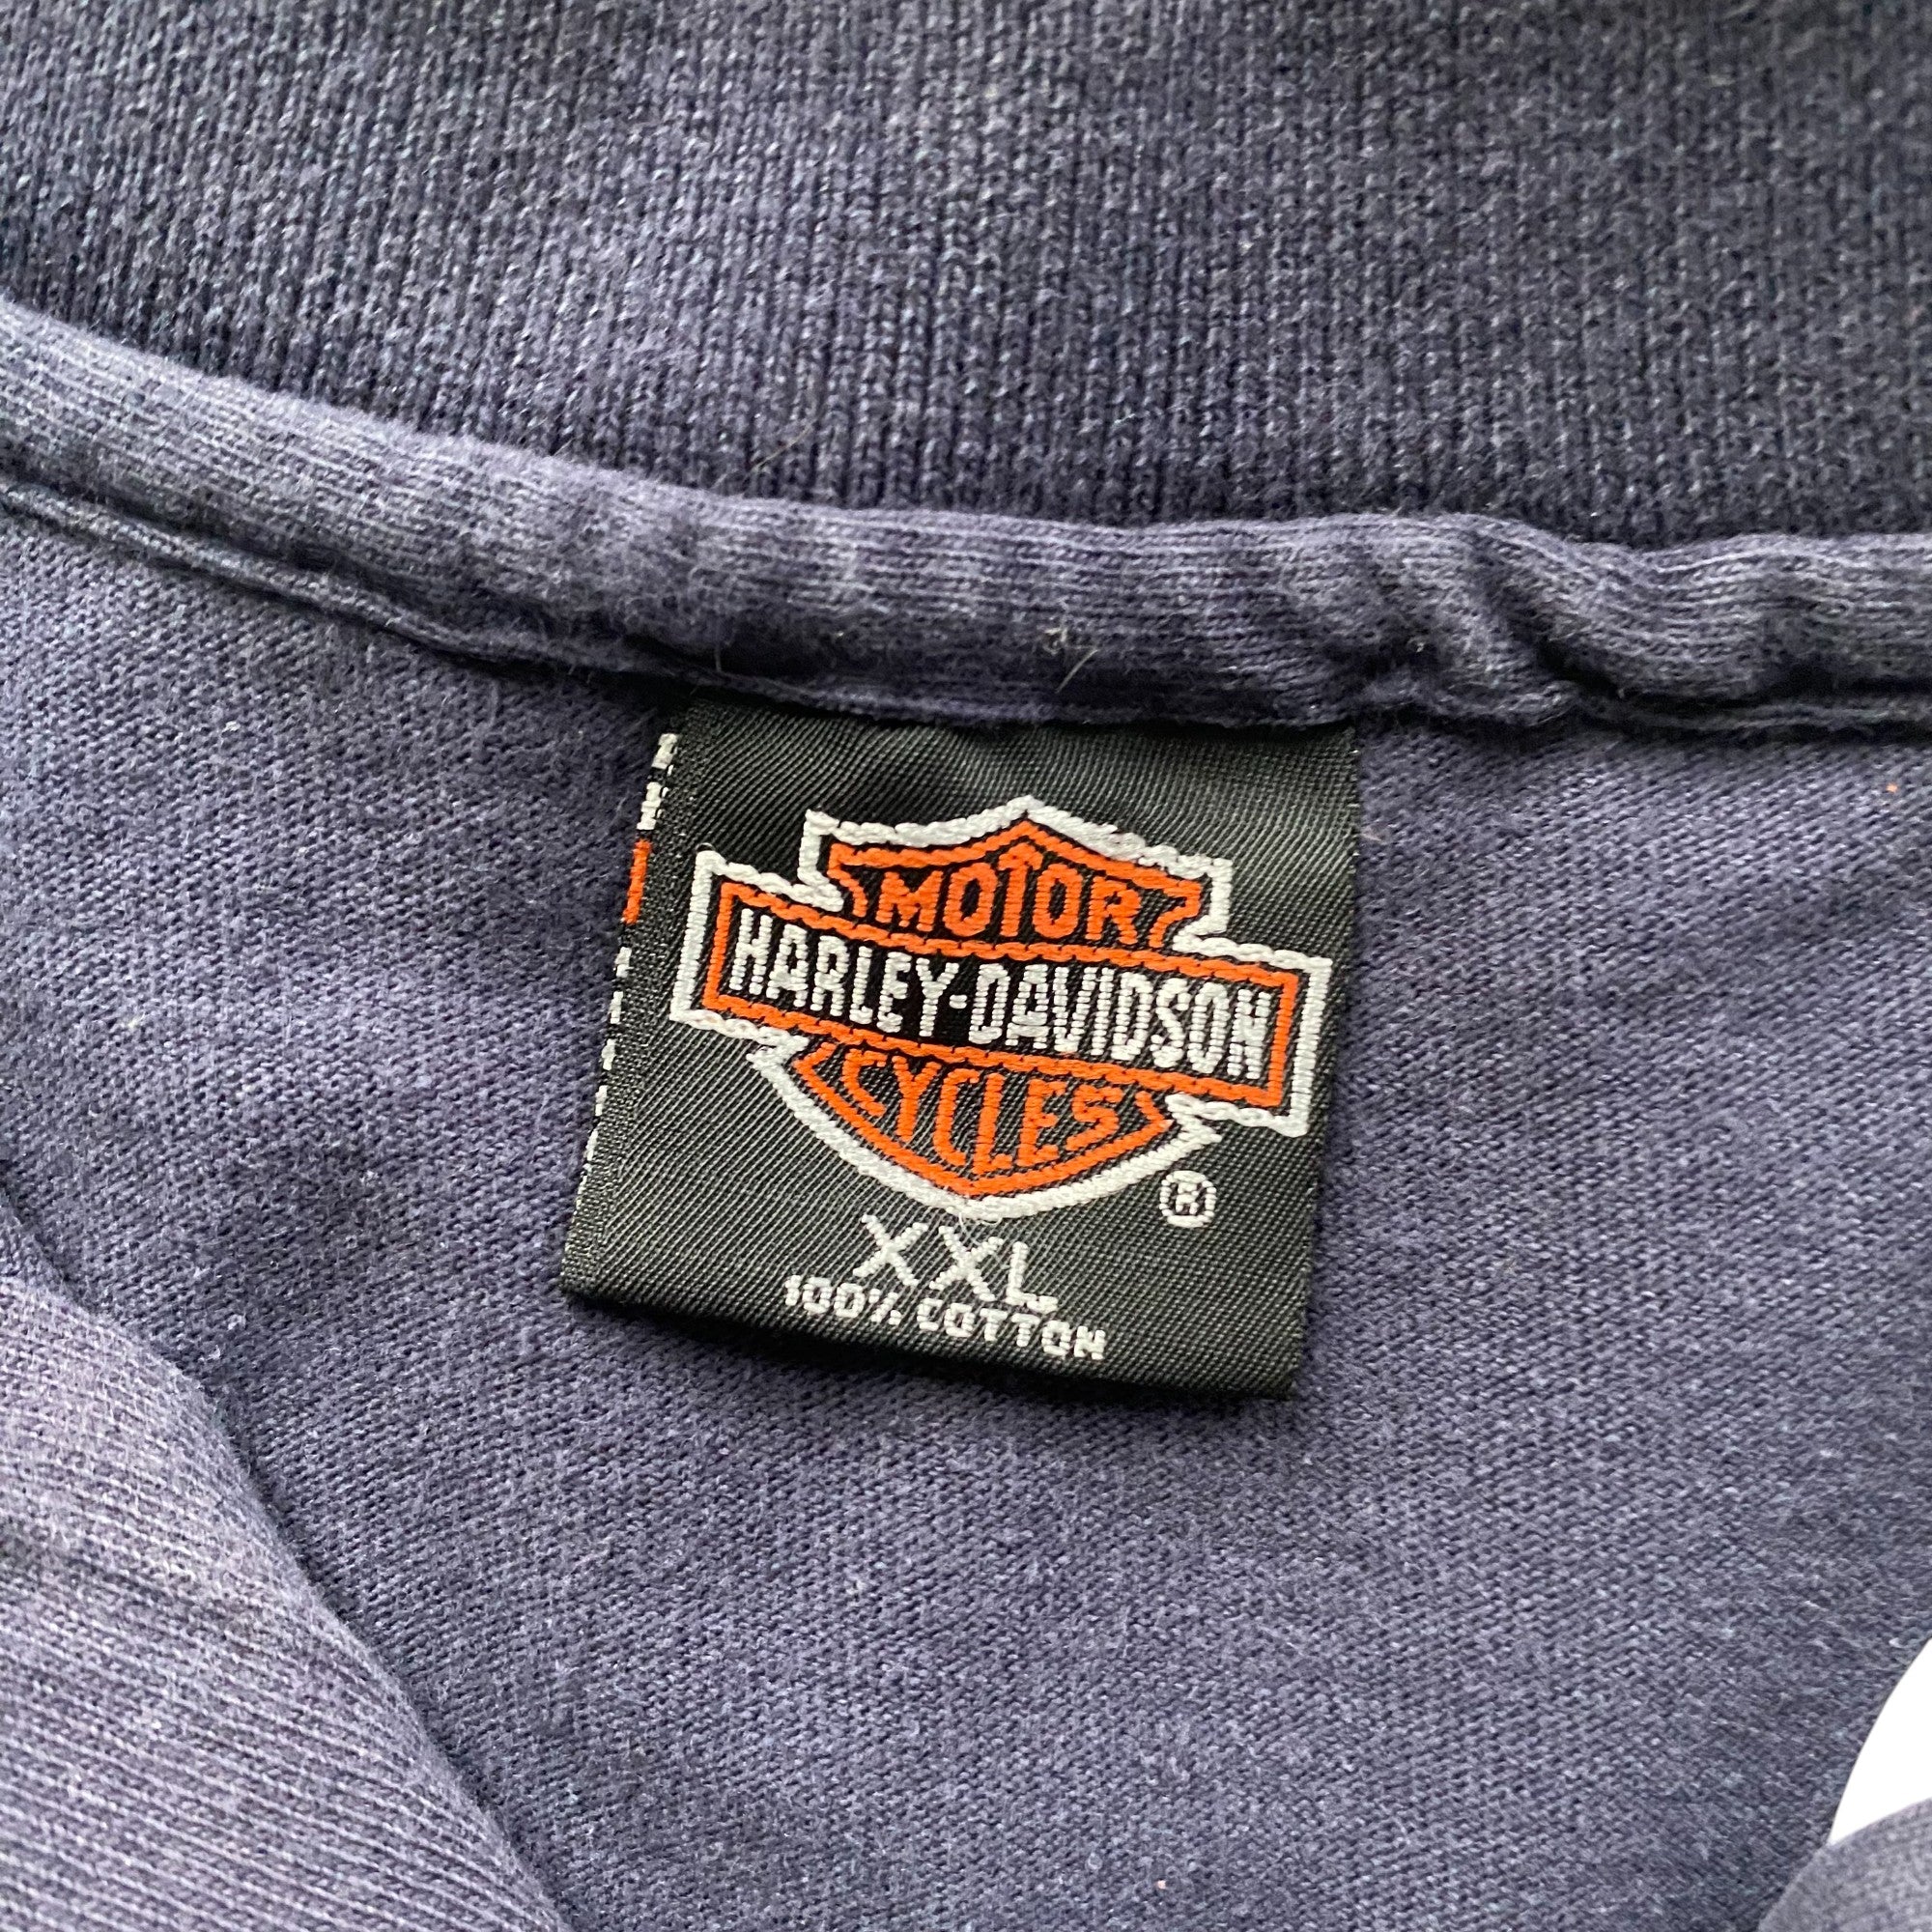 MOTOR
HARLEY-DAVIDSON
CYCLES
®
XXL
100% COTTON